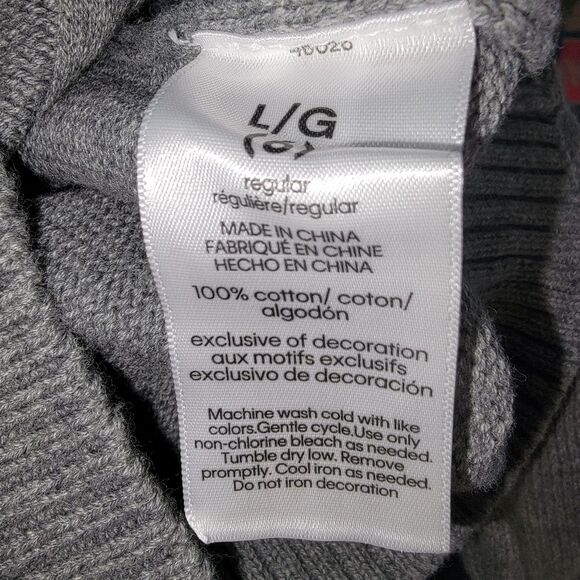 L/G
regular
régulière/regular
MADE IN CHINA
FABRIQUÉ EN CHINE
HECHO EN CHINA
100% cotton/ coton/
algodón
exclusive of decoration
aux motifs exclusifs
exclusivo de decoración
Machine wash cold with like
colors.Gentle cycle.Use only
non-chlorine bleach as needed.
Tumble dry low. Remove
promptly. Cool iron as needed.
Do not iron decoration